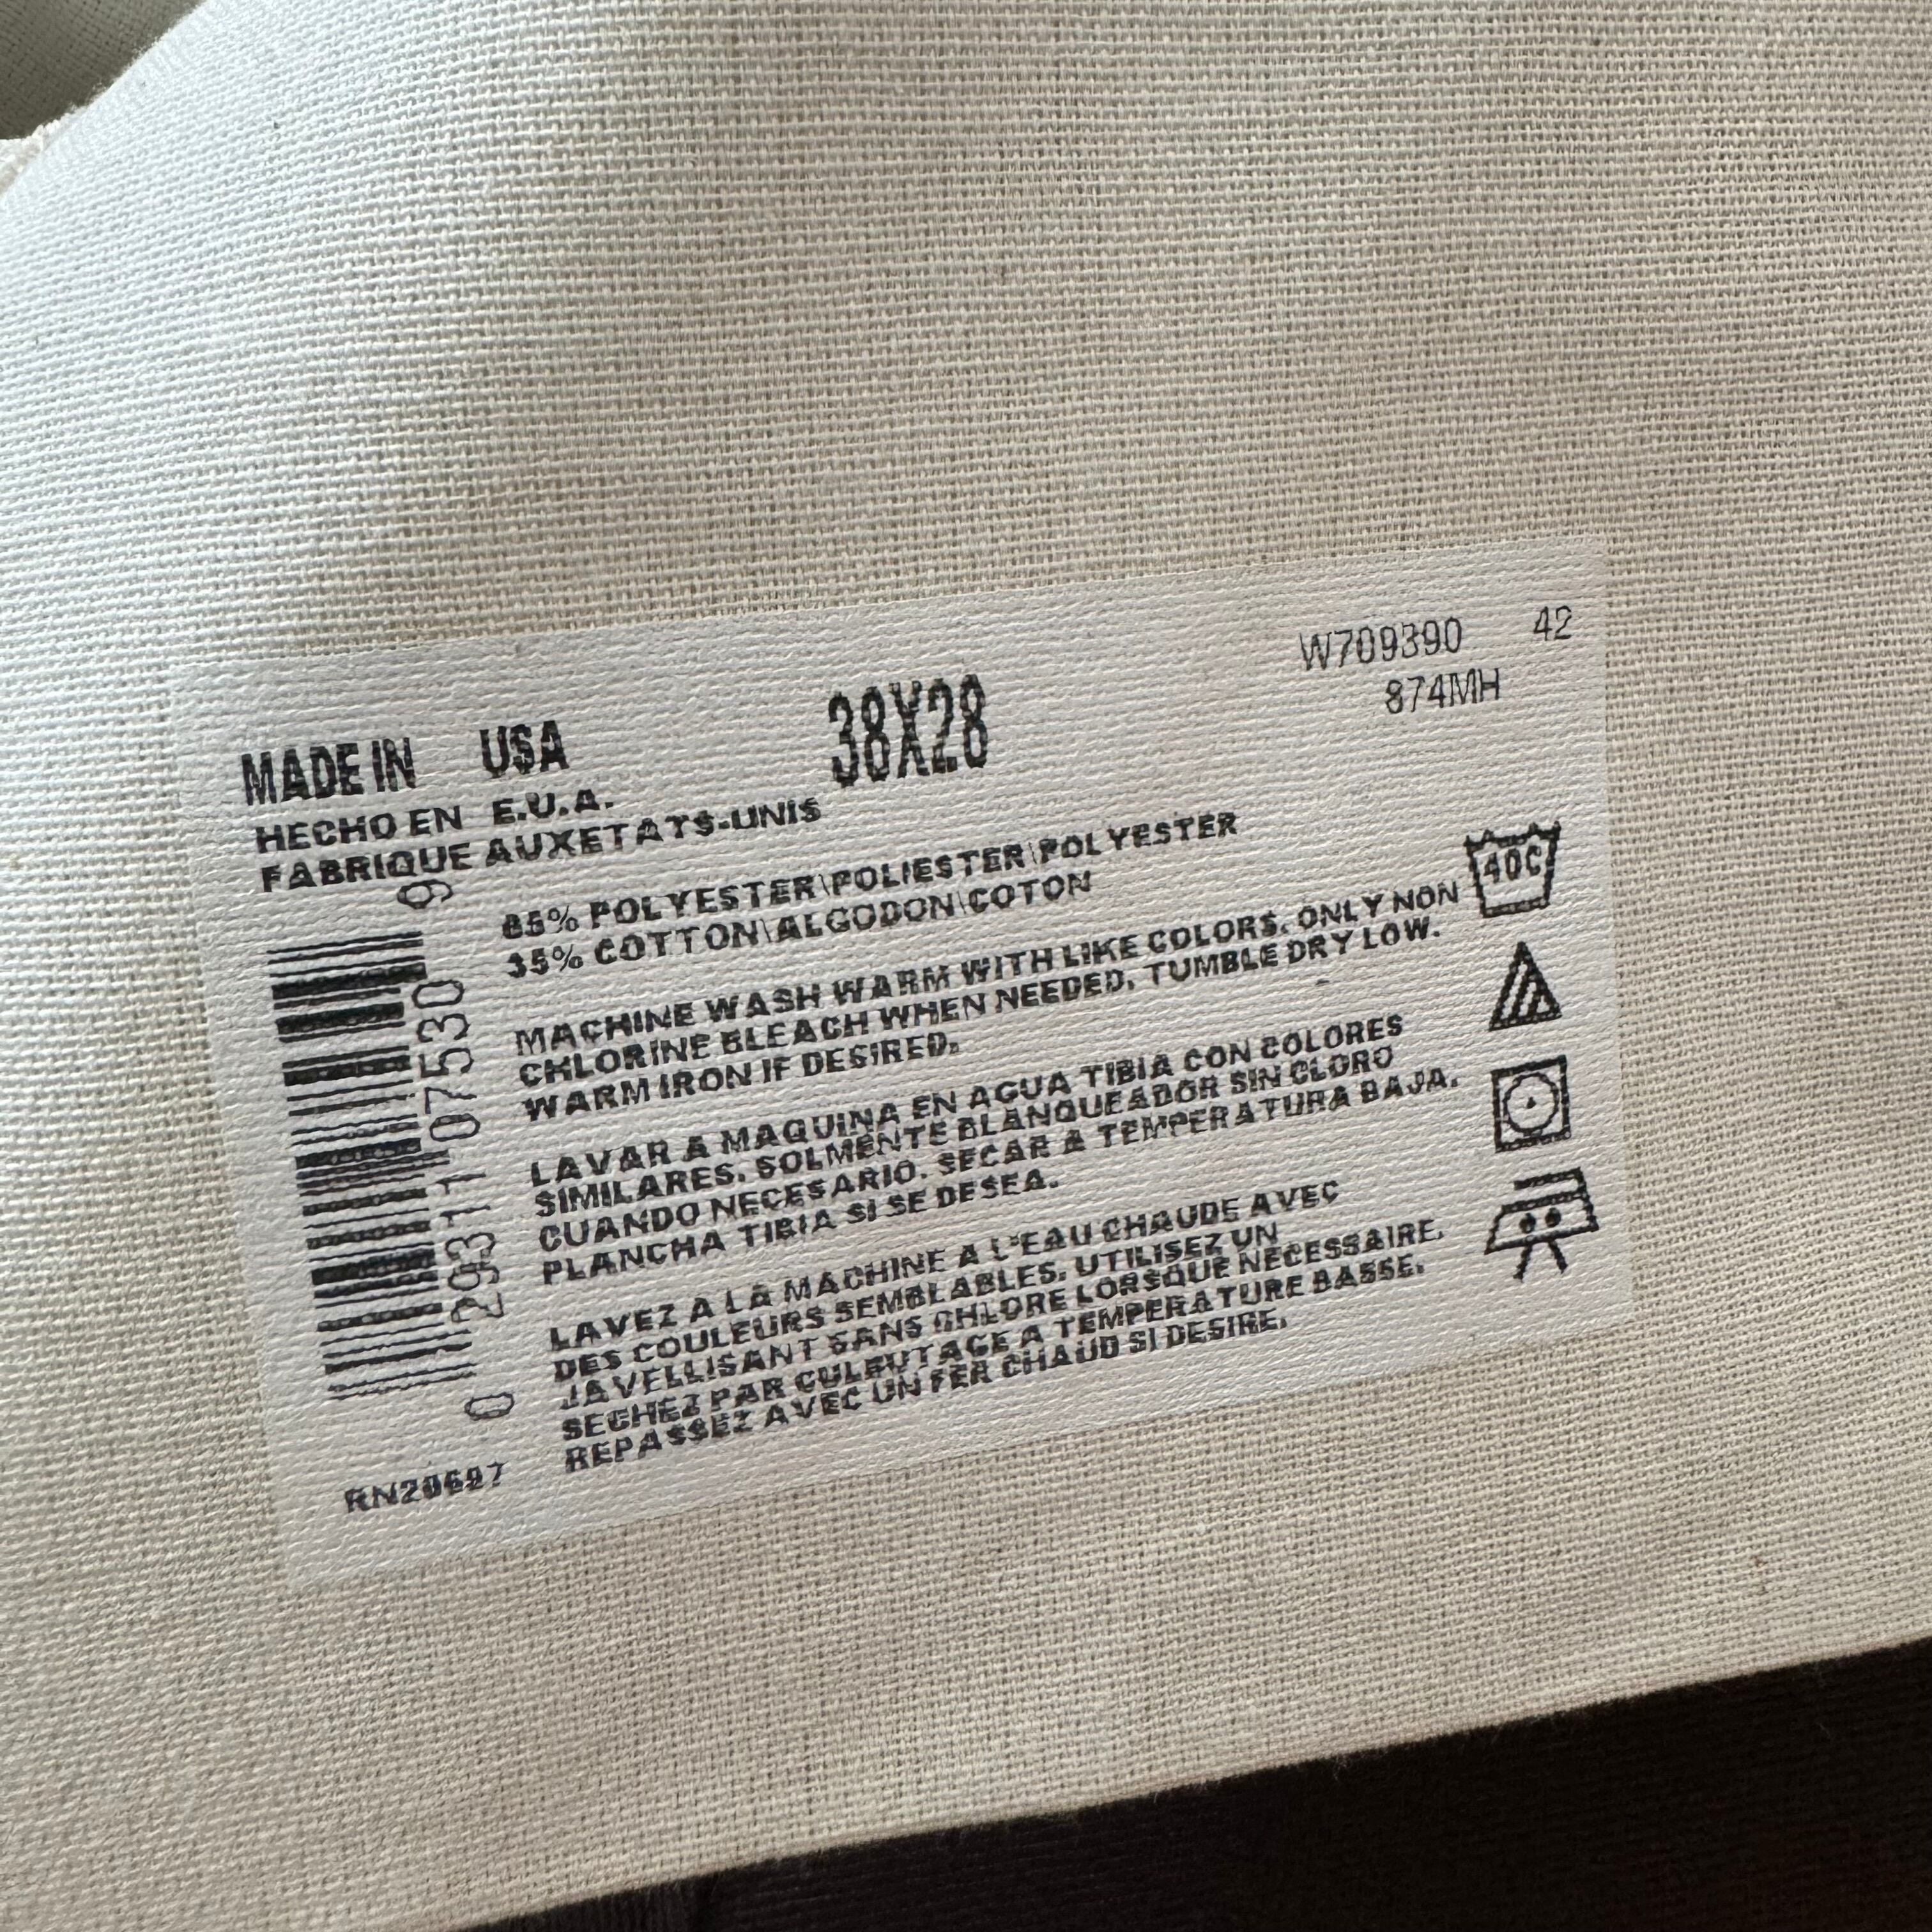 W709390 42
874MH
MADE IN USA 38X28
HECHO EN E.U.A.
FABRIQUE AUXETATS-UNIS
65% POLYESTER\POLIESTER\POLYESTER
35% COTTON\ALGODON\COTON
MACHINE WASH WARM WITH LIKE COLORS. ONLY NON
CHLORINE BLEACH WHEN NEEDED. TUMBLE DRY LOW.
WARM IRON IF DESIRED.
LAVAR A MAQUINA EN AGUA TIBIA CON COLORES
SIMILARES. SOLMENTE BLANQUEADOR SIN CLORO
CUANDO NECESARIO. SECAR A TEMPERATURA BAJA.
PLANCHA TIBIA SI SE DESEA.
LAVEZ A LA MACHINE A L'EAU CHAUDE AVEC
DES COULEURS SEMBLABLES. UTILISEZ UN
JAVELLISANT SANS CHLORE LORSQUE NECESSAIRE.
SECHEZ PAR CULEUTAGE A TEMPERATURE BASSE.
REPASSEZ AVEC UN FER CHAUD SI DESIRE.
40C
0 29311 07530 9
RN20697